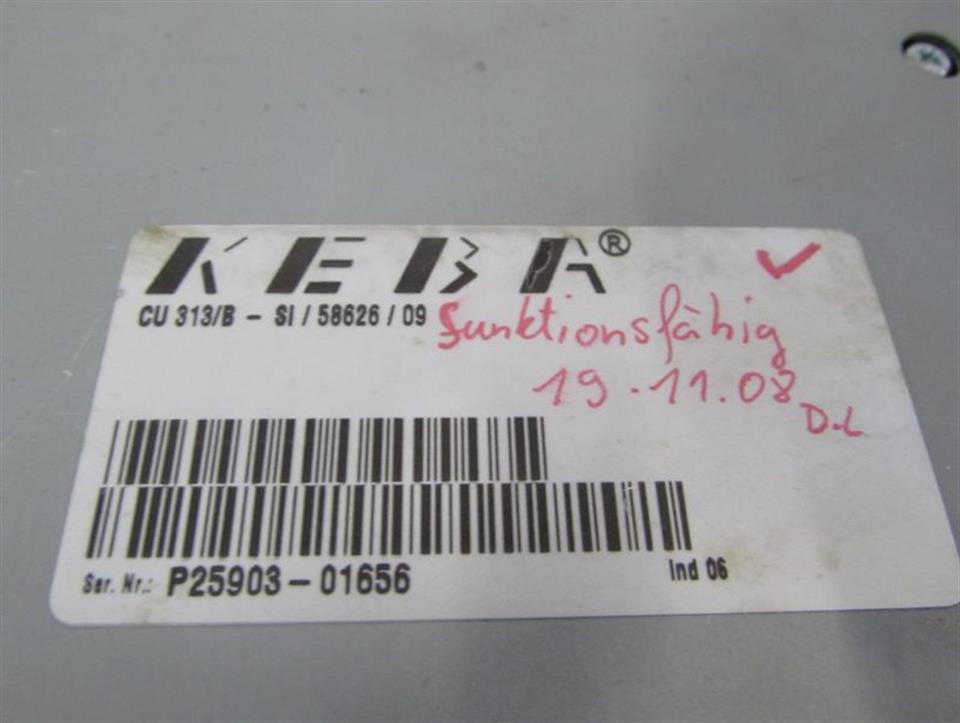 KEBA®
CU 313/B - SI / 58626 / 09
funktionsfähig
19.11.08
D.L
Ser. Nr.: P25903-01656
Ind 06